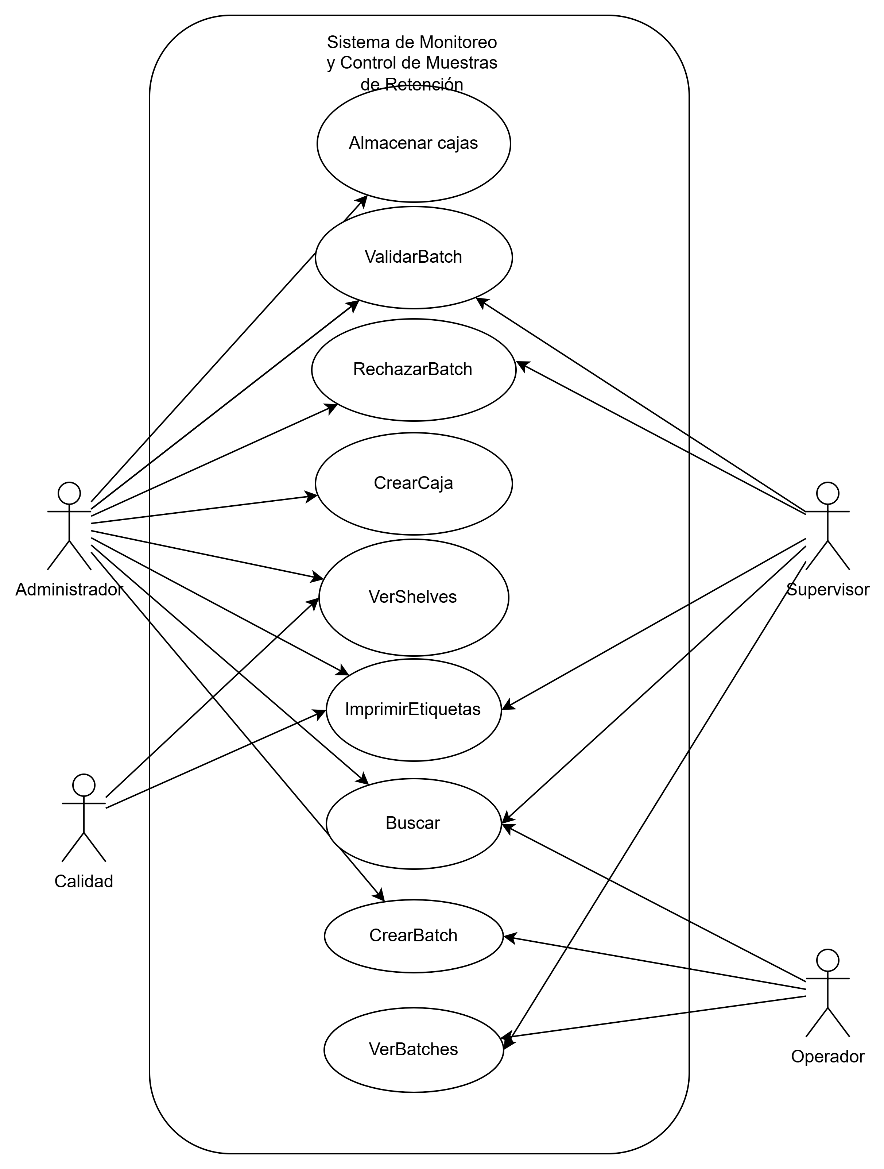 Sistema de Monitoreo
y Control de Muestras
de Retención
Almacenar cajas
ValidarBatch
RechazarBatch
CrearCaja
VerShelves
ImprimirEtiquetas
Buscar
CrearBatch
VerBatches
Administrador
Calidad
Supervisor
Operador